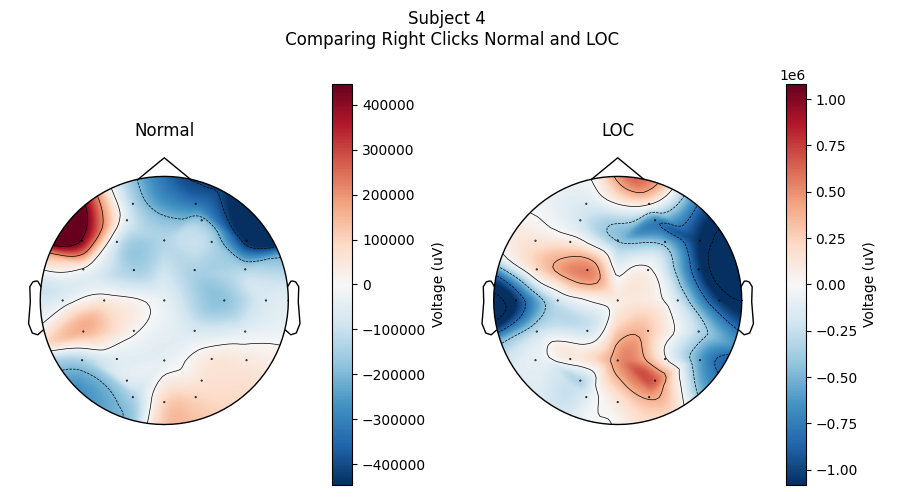 Subject 4
Comparing Right Clicks Normal and LOC
Normal
400000
300000
200000
100000
0
−100000
−200000
−300000
−400000
Voltage (uV)
LOC
1e6
1.00
0.75
0.50
0.25
0.00
−0.25
−0.50
−0.75
−1.00
Voltage (uV)